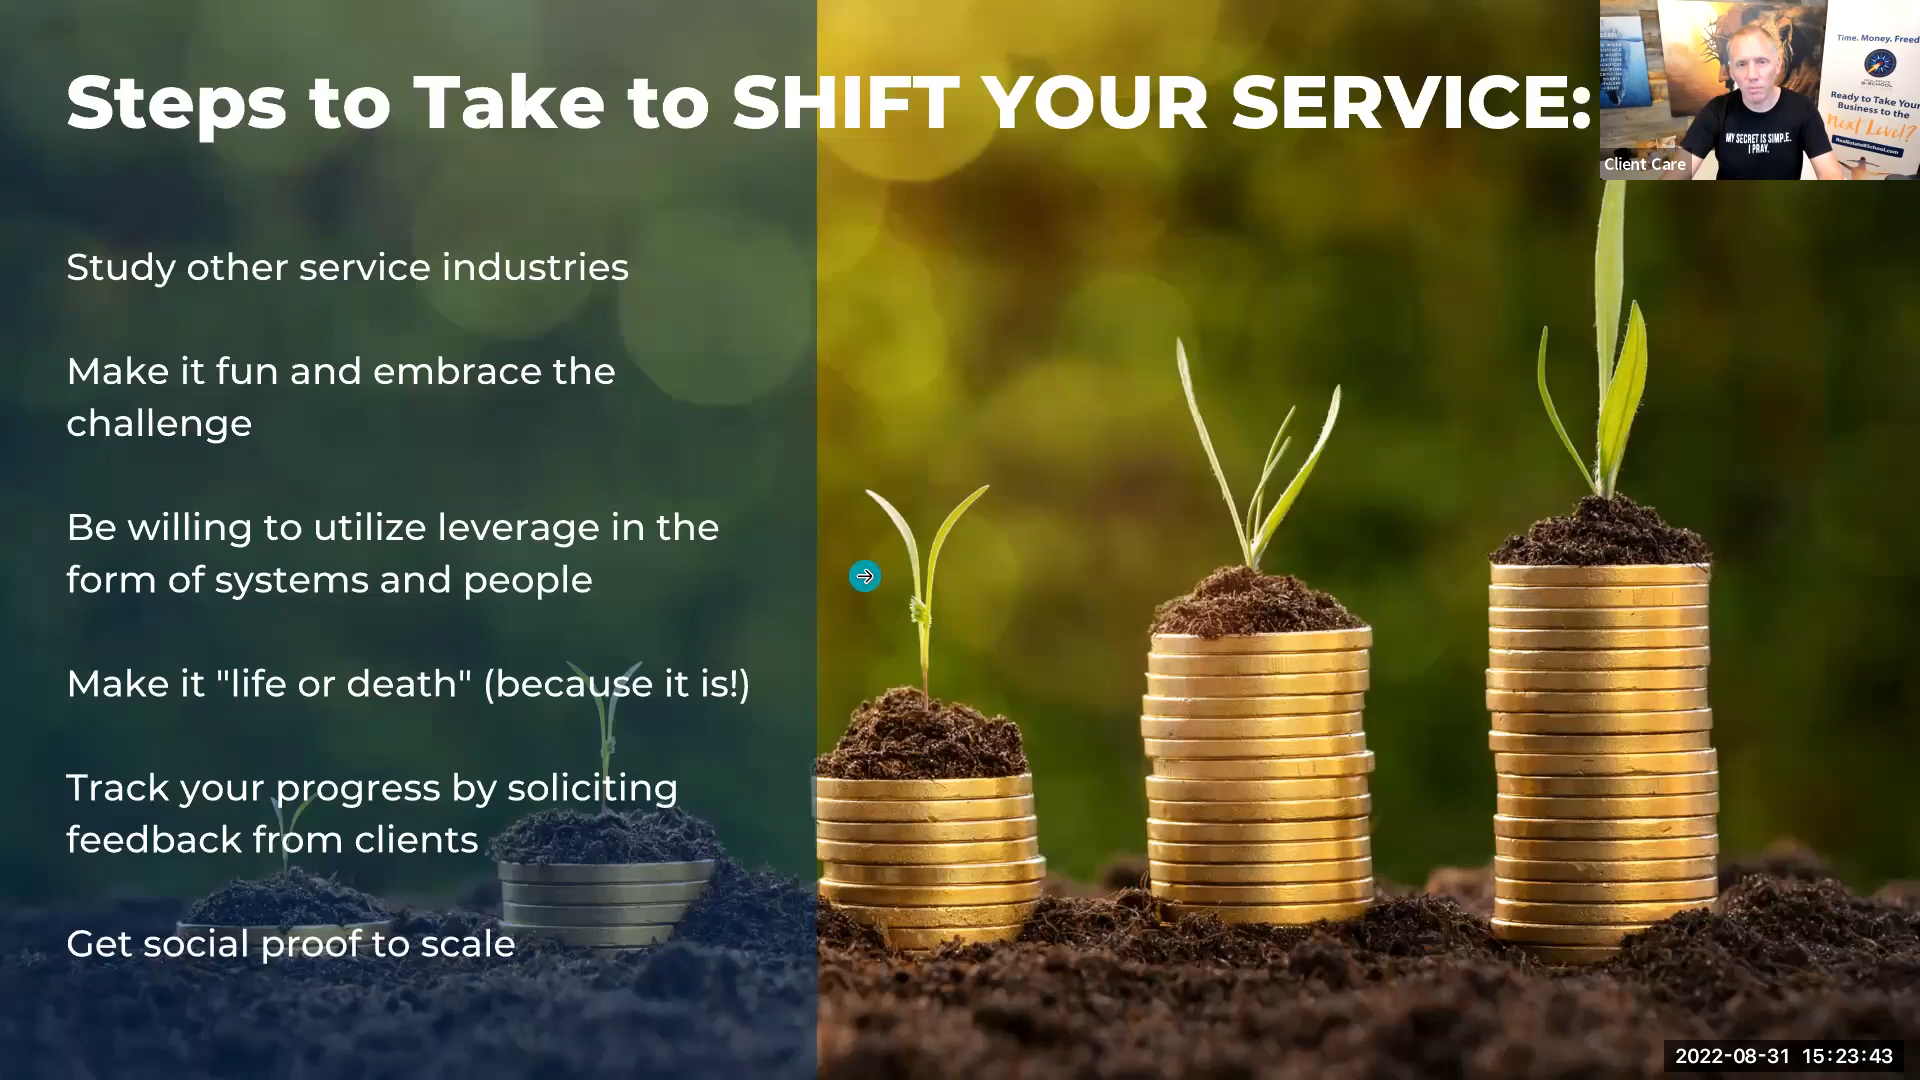 Steps to Take to SHIFT YOUR SERVICE:
Study other service industries
Make it fun and embrace the
challenge
Be willing to utilize leverage in the
form of systems and people
Make it "life or death" (because it is!)
Track your progress by soliciting
feedback from clients
Get social proof to scale
Time. Money. Freed
Ready to Take Your
Business to the
Next Level?
RealEstateBSchool.com
MY SECRET IS SIMPLE.
I PRAY.
Client Care
2022-08-31 15:23:43